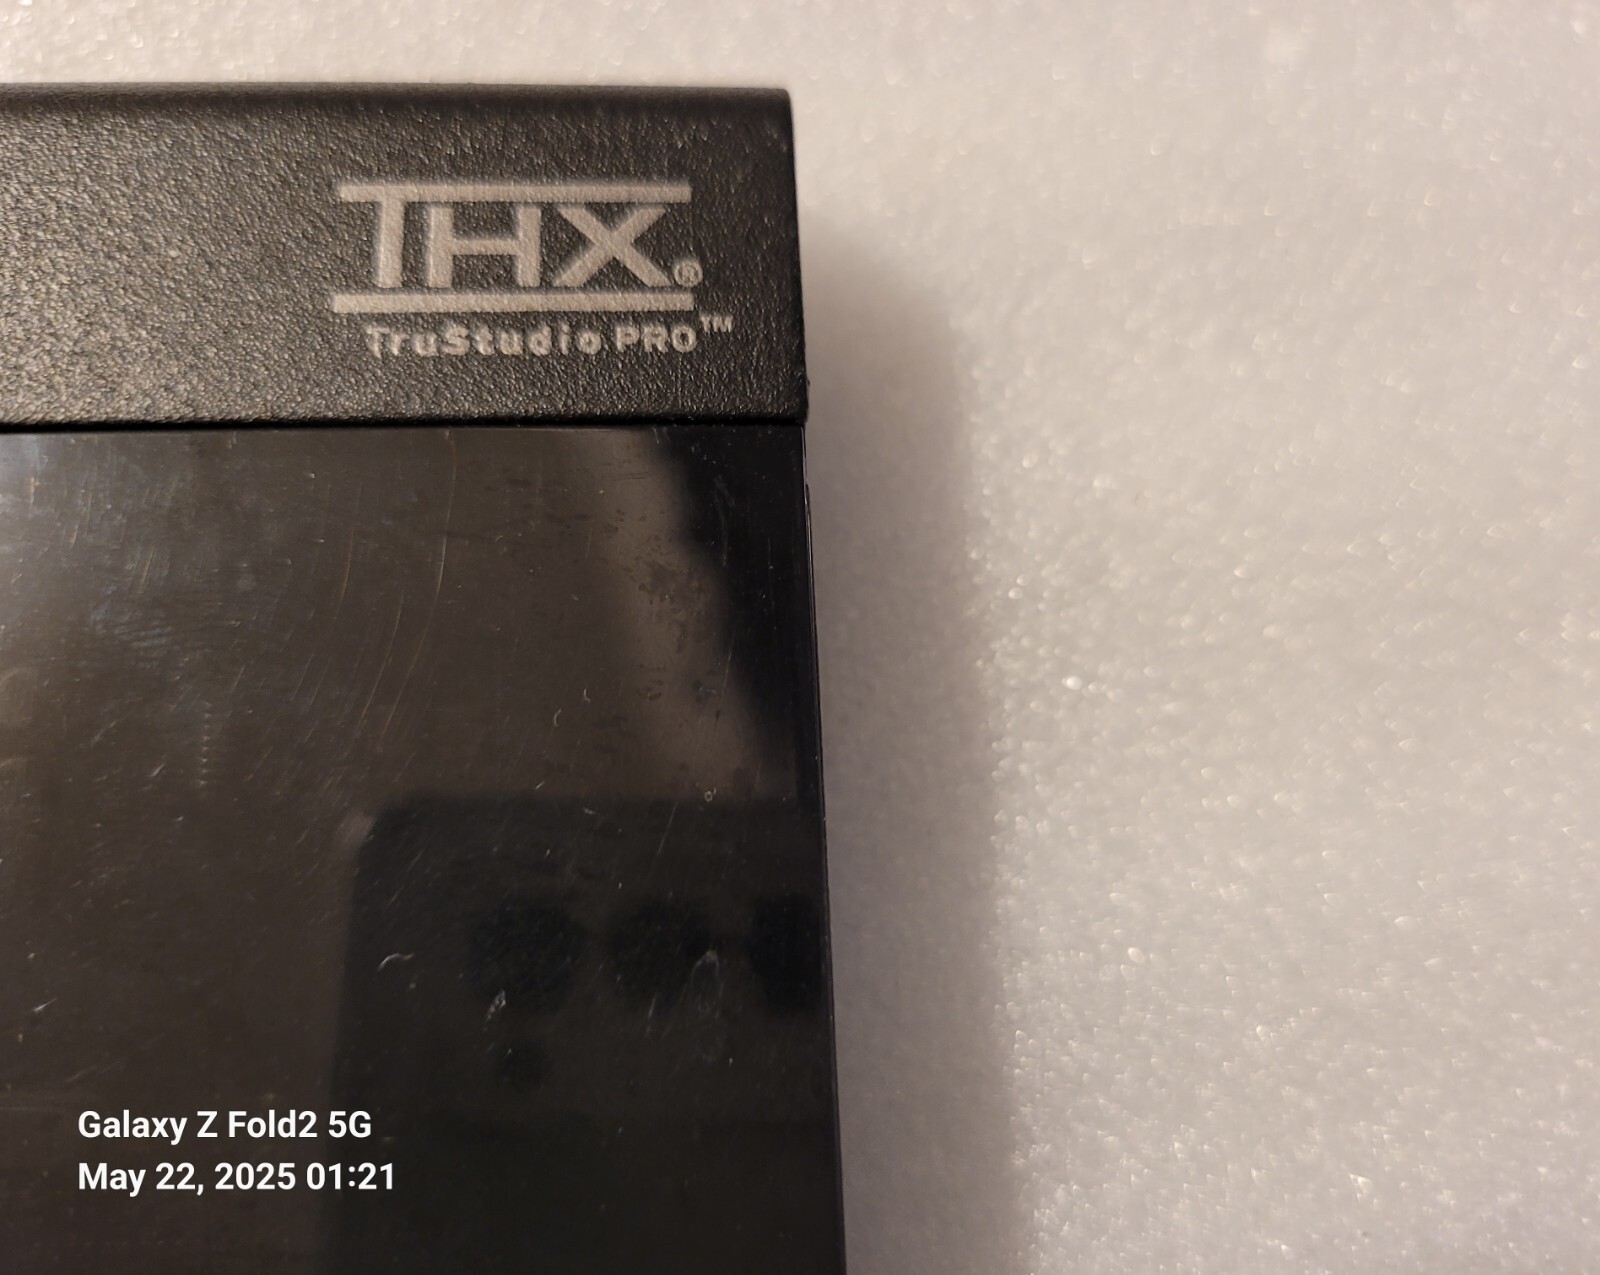 THX®
TruStudio PRO™
Galaxy Z Fold2 5G
May 22, 2025 01:21